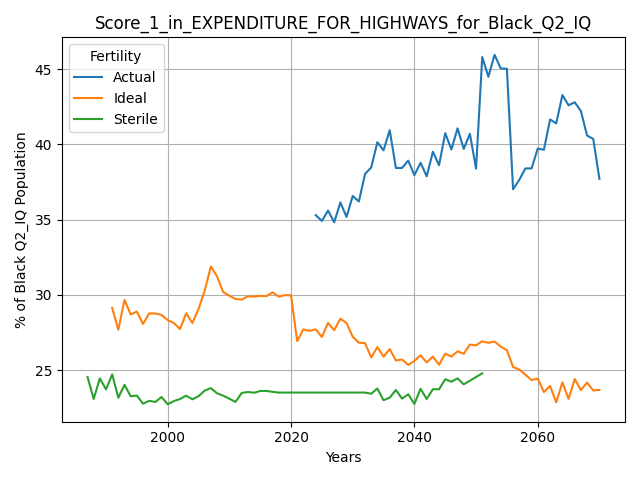 Score_1_in_EXPENDITURE_FOR_HIGHWAYS_for_Black_Q2_IQ
Fertility
Actual
Ideal
Sterile
% of Black Q2_IQ Population
45
40
35
30
25
2000
2020
2040
2060
Years